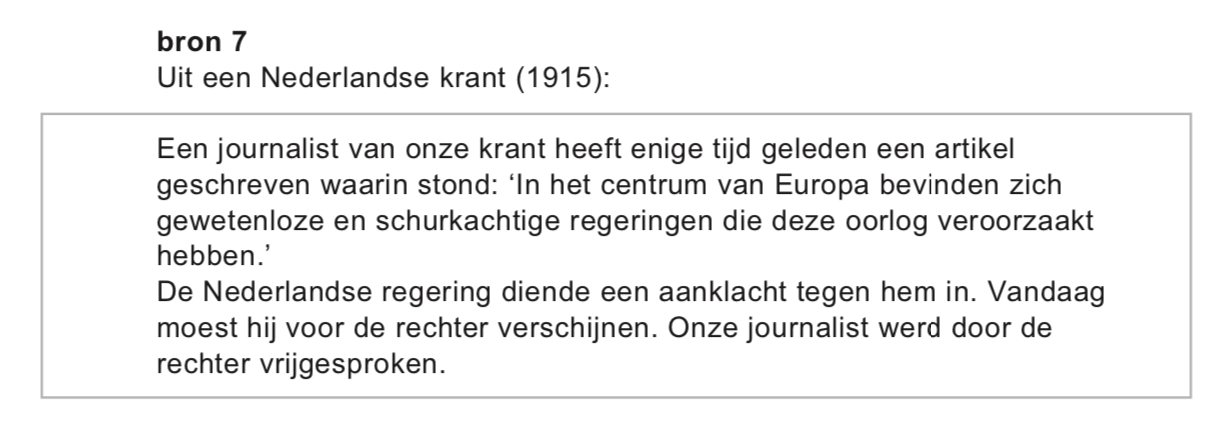 bron 7
Uit een Nederlandse krant (1915):
Een journalist van onze krant heeft enige tijd geleden een artikel
geschreven waarin stond: ‘In het centrum van Europa bevinden zich
gewetenloze en schurkachtige regeringen die deze oorlog veroorzaakt
hebben.’
De Nederlandse regering diende een aanklacht tegen hem in. Vandaag
moest hij voor de rechter verschijnen. Onze journalist werd door de
rechter vrijgesproken.